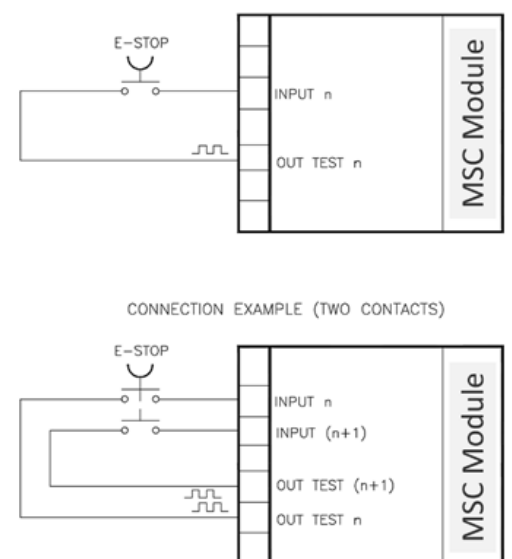 E-STOP
INPUT n
OUT TEST n
MSC Module
CONNECTION EXAMPLE (TWO CONTACTS)
E-STOP
INPUT n
INPUT (n+1)
OUT TEST (n+1)
OUT TEST n
MSC Module